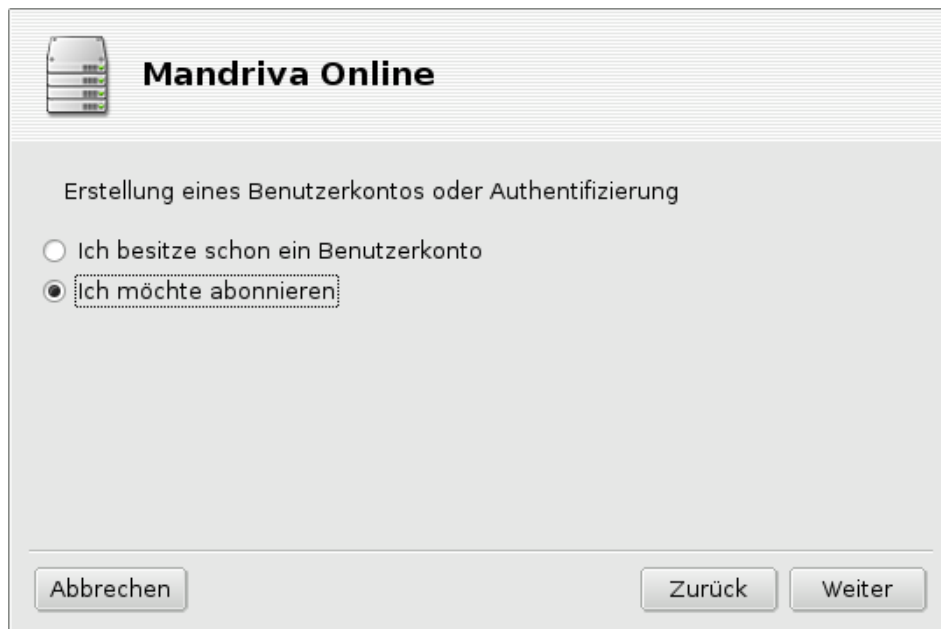 Mandriva Online
Erstellung eines Benutzerkontos oder Authentifizierung
Ich besitze schon ein Benutzerkonto
Ich möchte abonnieren
Abbrechen
Zurück
Weiter